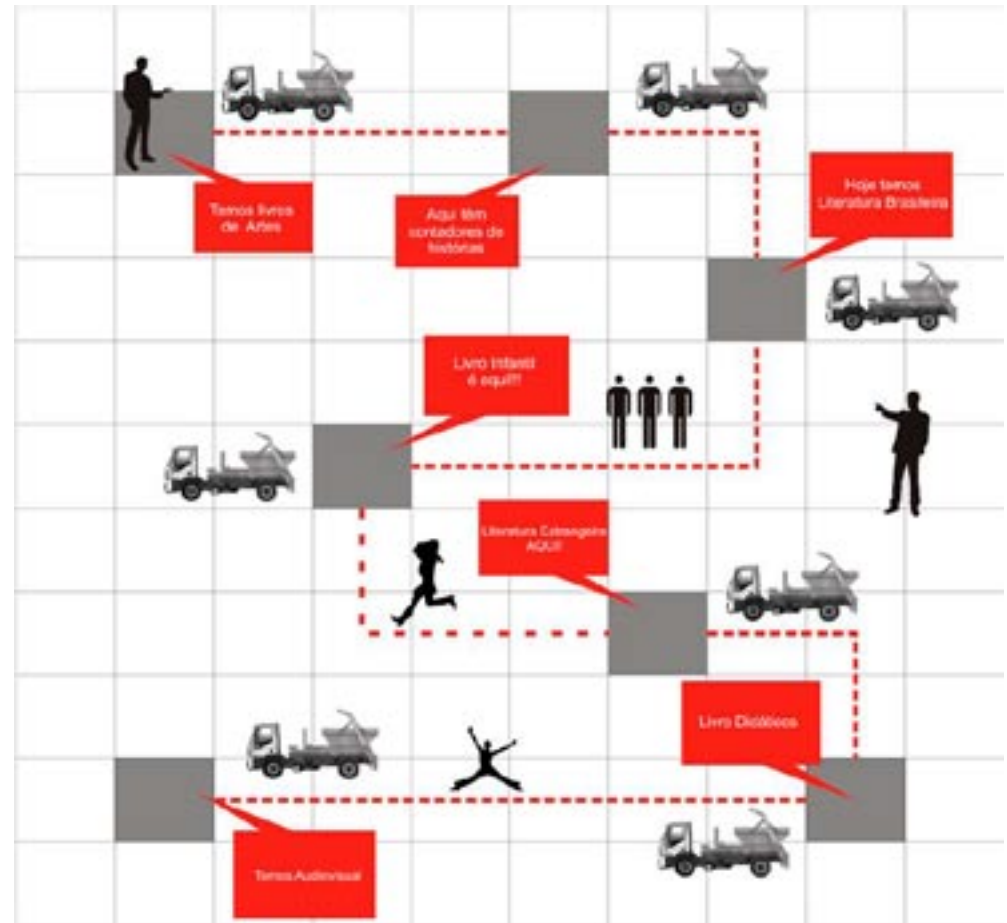 Temos livros
de Artes
Aqui têm
contadores de
histórias
Hoje temos
Literatura Brasileira
Livro Infantil
é aqui!!!
Literatura Estrangeira
AQUI!
Livro Didáticos
Temos Audiovisual